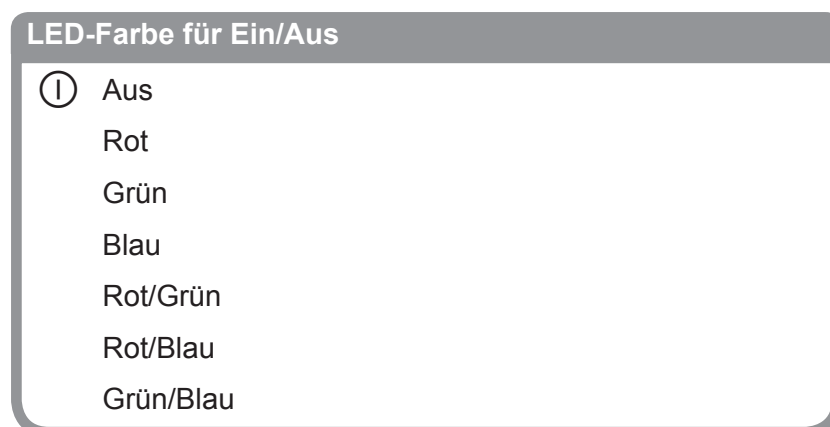 LED-Farbe für Ein/Aus
Aus
Rot
Grün
Blau
Rot/Grün
Rot/Blau
Grün/Blau